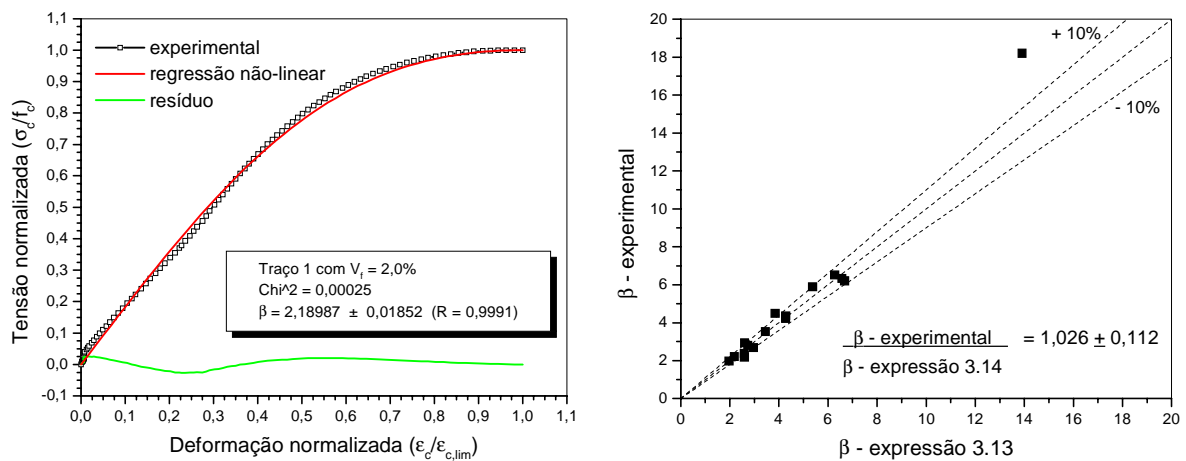 1,1
1,0
0,9
0,8
0,7
0,6
0,5
0,4
0,3
0,2
0,1
0,0
-0,1
Tensão normalizada (σc/fc)
experimental
regressão não-linear
resíduo
Traço 1 com Vf = 2,0%
Chi^2 = 0,00025
β = 2,18987 ± 0,01852 (R = 0,9991)
0,0 0,1 0,2 0,3 0,4 0,5 0,6 0,7 0,8 0,9 1,0 1,1
Deformação normalizada (εc/εc,lim)
20
18
16
14
12
10
8
6
4
2
0
β - experimental
+ 10%
- 10%
β - experimental
β - expressão 3.14
= 1,026 ± 0,112
0 2 4 6 8 10 12 14 16 18 20
β - expressão 3.13